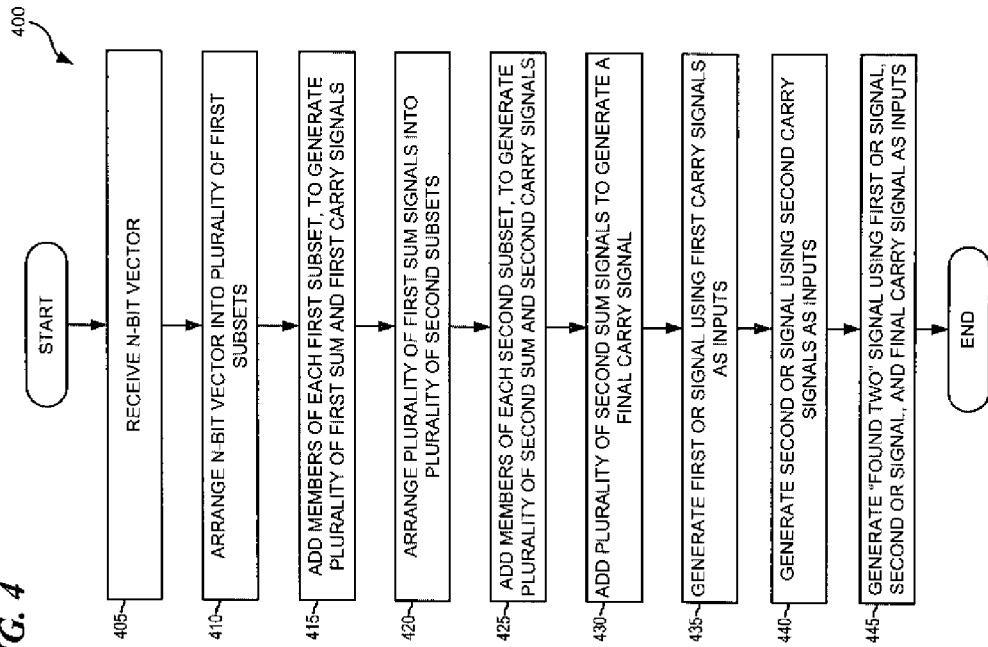 FIG. 4
400
START
405
RECEIVE N-BIT VECTOR
410
ARRANGE N-BIT VECTOR INTO PLURALITY OF FIRST
SUBSETS
415
ADD MEMBERS OF EACH FIRST SUBSET, TO GENERATE
PLURALITY OF FIRST SUM AND FIRST CARRY SIGNALS
420
ARRANGE PLURALITY OF FIRST SUM SIGNALS INTO
PLURALITY OF SECOND SUBSETS
425
ADD MEMBERS OF EACH SECOND SUBSET, TO GENERATE
PLURALITY OF SECOND SUM AND SECOND CARRY SIGNALS
430
ADD PLURALITY OF SECOND SUM SIGNALS TO GENERATE A
FINAL CARRY SIGNAL
435
GENERATE FIRST OR SIGNAL USING FIRST CARRY SIGNALS
AS INPUTS
440
GENERATE SECOND OR SIGNAL USING SECOND CARRY
SIGNALS AS INPUTS
445
GENERATE "FOUND TWO" SIGNAL USING FIRST OR SIGNAL,
SECOND OR SIGNAL, AND FINAL CARRY SIGNAL AS INPUTS
END